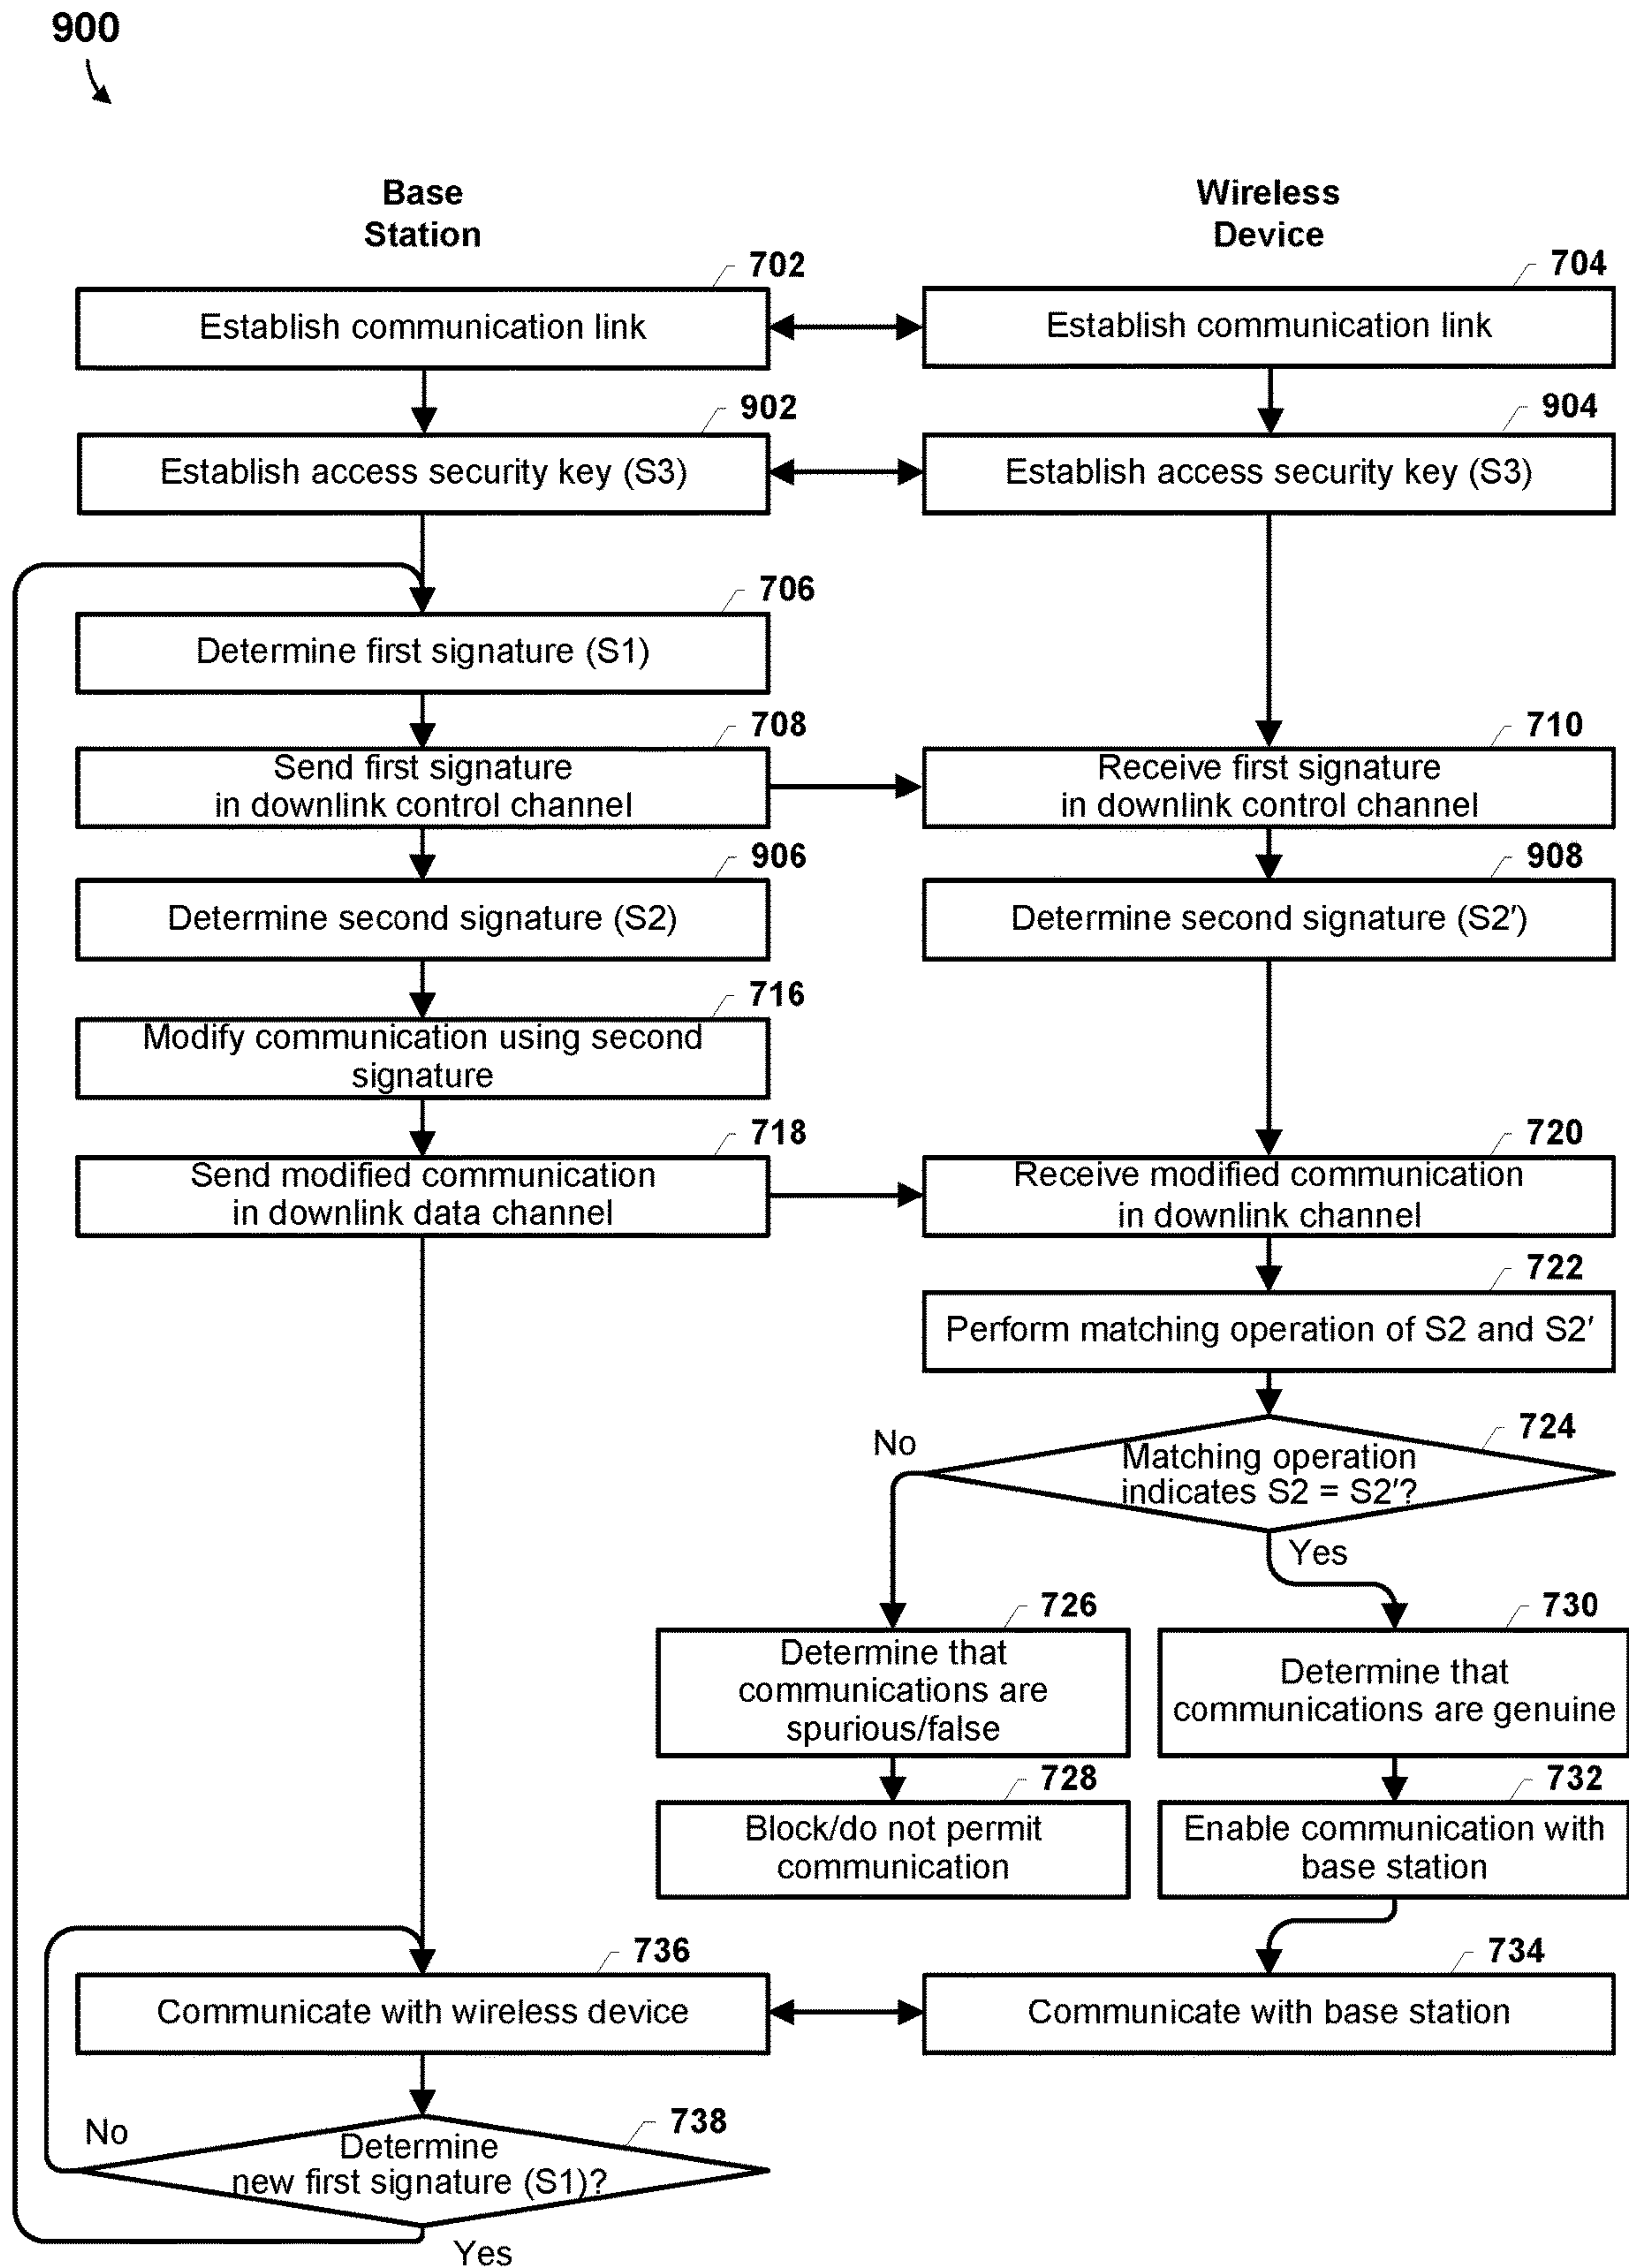 900
Base
Station
Wireless
Device
702
Establish communication link
704
Establish communication link
902
Establish access security key (S3)
904
Establish access security key (S3)
706
Determine first signature (S1)
708
Send first signature
in downlink control channel
710
Receive first signature
in downlink control channel
906
Determine second signature (S2)
908
Determine second signature (S2′)
716
Modify communication using second
signature
718
Send modified communication
in downlink data channel
720
Receive modified communication
in downlink channel
722
Perform matching operation of S2 and S2′
724
Matching operation
indicates S2 = S2′?
No
Yes
726
Determine that
communications are
spurious/false
730
Determine that
communications are genuine
728
Block/do not permit
communication
732
Enable communication with
base station
736
Communicate with wireless device
734
Communicate with base station
738
Determine
new first signature (S1)?
No
Yes